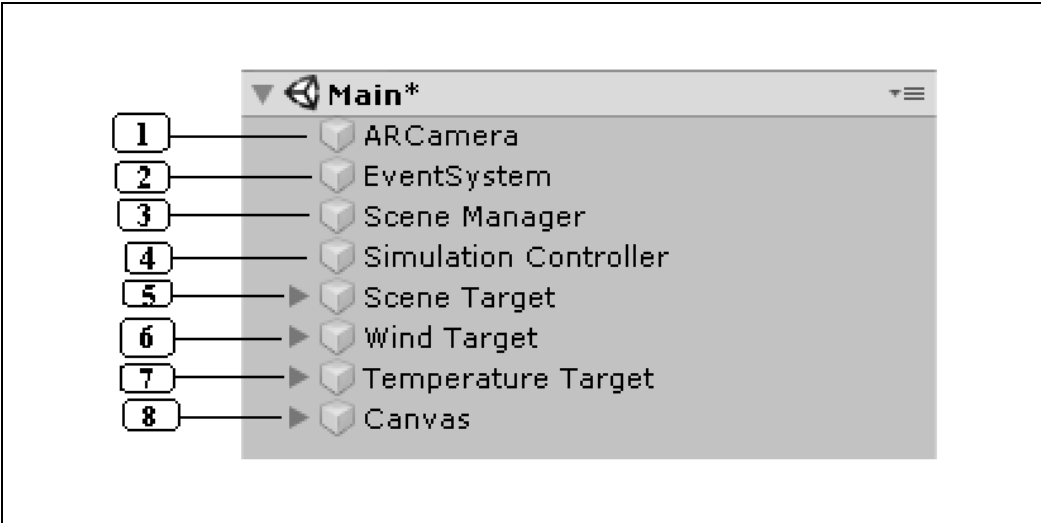 Main*
1 ARCamera
2 EventSystem
3 Scene Manager
4 Simulation Controller
5 Scene Target
6 Wind Target
7 Temperature Target
8 Canvas